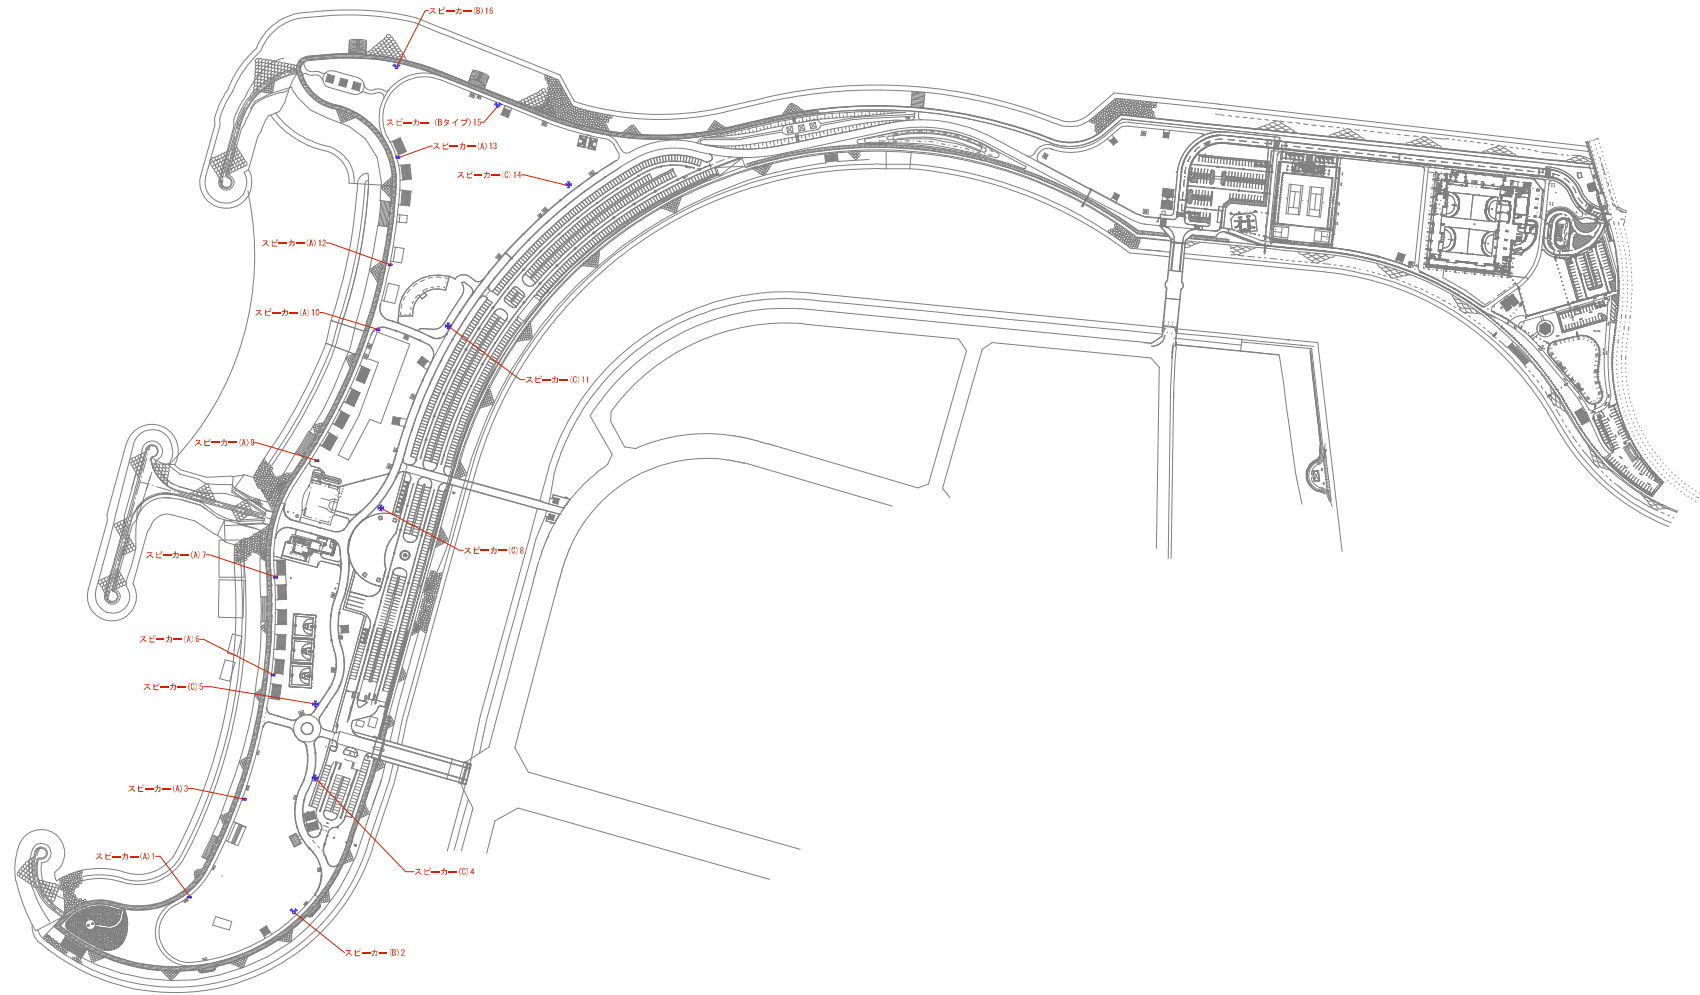 スピーカー(B)16
スピーカー (Bタイプ)15
スピーカー(A)13
スピーカー(C)14
スピーカー(A)12
スピーカー(A)10
スピーカー(C)11
スピーカー(A)9
スピーカー(C)8
スピーカー(A)7
スピーカー(A)6
スピーカー(C)5
スピーカー(A)3
スピーカー(A)1
スピーカー(C)4
スピーカー(B)2